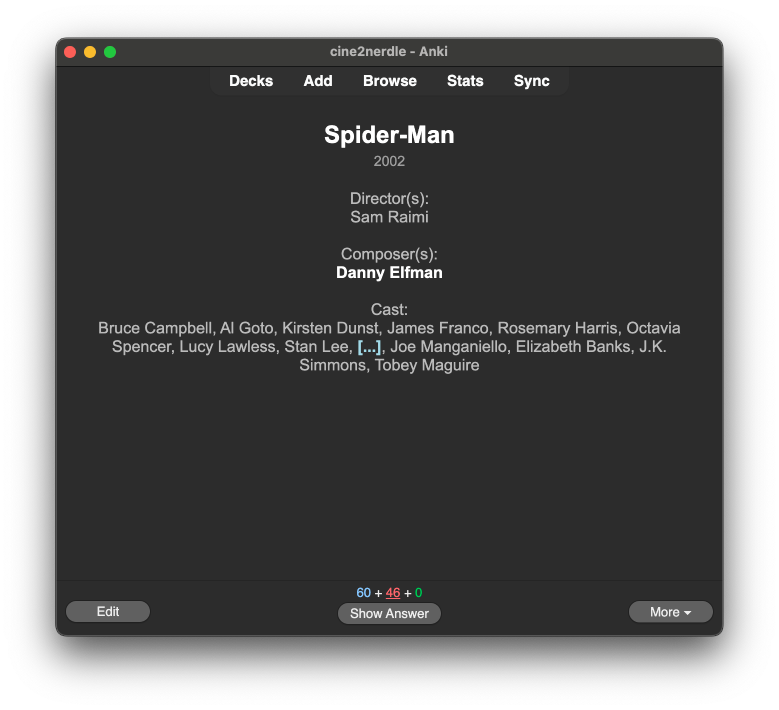 cine2nerdle - Anki
Decks Add Browse Stats Sync
Spider-Man
2002
Director(s):
Sam Raimi
Composer(s):
Danny Elfman
Cast:
Bruce Campbell, Al Goto, Kirsten Dunst, James Franco, Rosemary Harris, Octavia
Spencer, Lucy Lawless, Stan Lee, [...], Joe Manganiello, Elizabeth Banks, J.K.
Simmons, Tobey Maguire
60 + 46 + 0
Edit Show Answer More